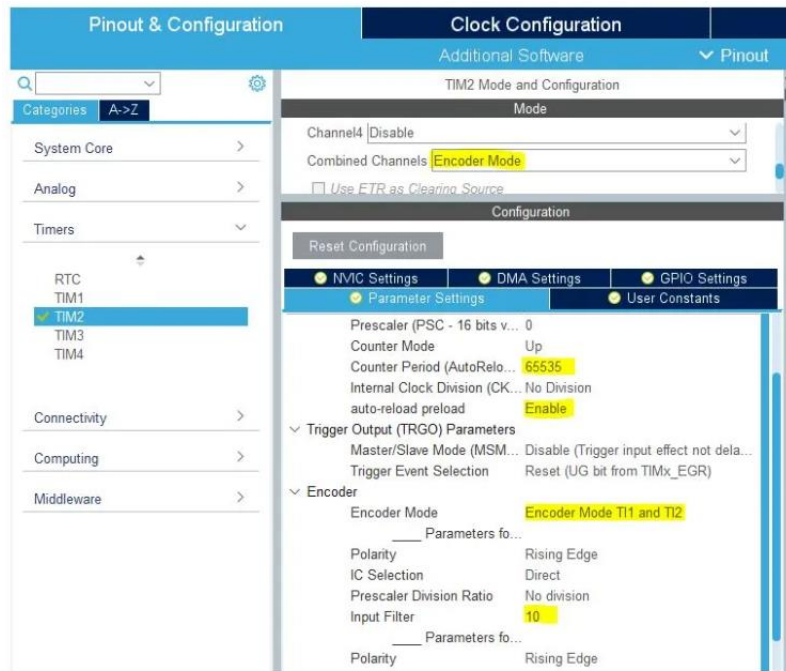 Pinout & Configuration
Clock Configuration
Additional Software
Pinout
Categories A->Z
System Core
Analog
Timers
RTC
TIM1
TIM2
TIM3
TIM4
Connectivity
Computing
Middleware
TIM2 Mode and Configuration
Mode
Channel4 Disable
Combined Channels Encoder Mode
Use ETR as Clearing Source
Configuration
Reset Configuration
NVIC Settings DMA Settings GPIO Settings
Parameter Settings User Constants
Prescaler (PSC - 16 bits v... 0
Counter Mode Up
Counter Period (AutoRelo... 65535
Internal Clock Division (CK... No Division
auto-reload preload Enable
Trigger Output (TRGO) Parameters
Master/Slave Mode (MSM... Disable (Trigger input effect not dela...
Trigger Event Selection Reset (UG bit from TIMx_EGR)
Encoder
Encoder Mode Encoder Mode TI1 and TI2
____ Parameters fo...
Polarity Rising Edge
IC Selection Direct
Prescaler Division Ratio No division
Input Filter 10
____ Parameters fo...
Polarity Rising Edge